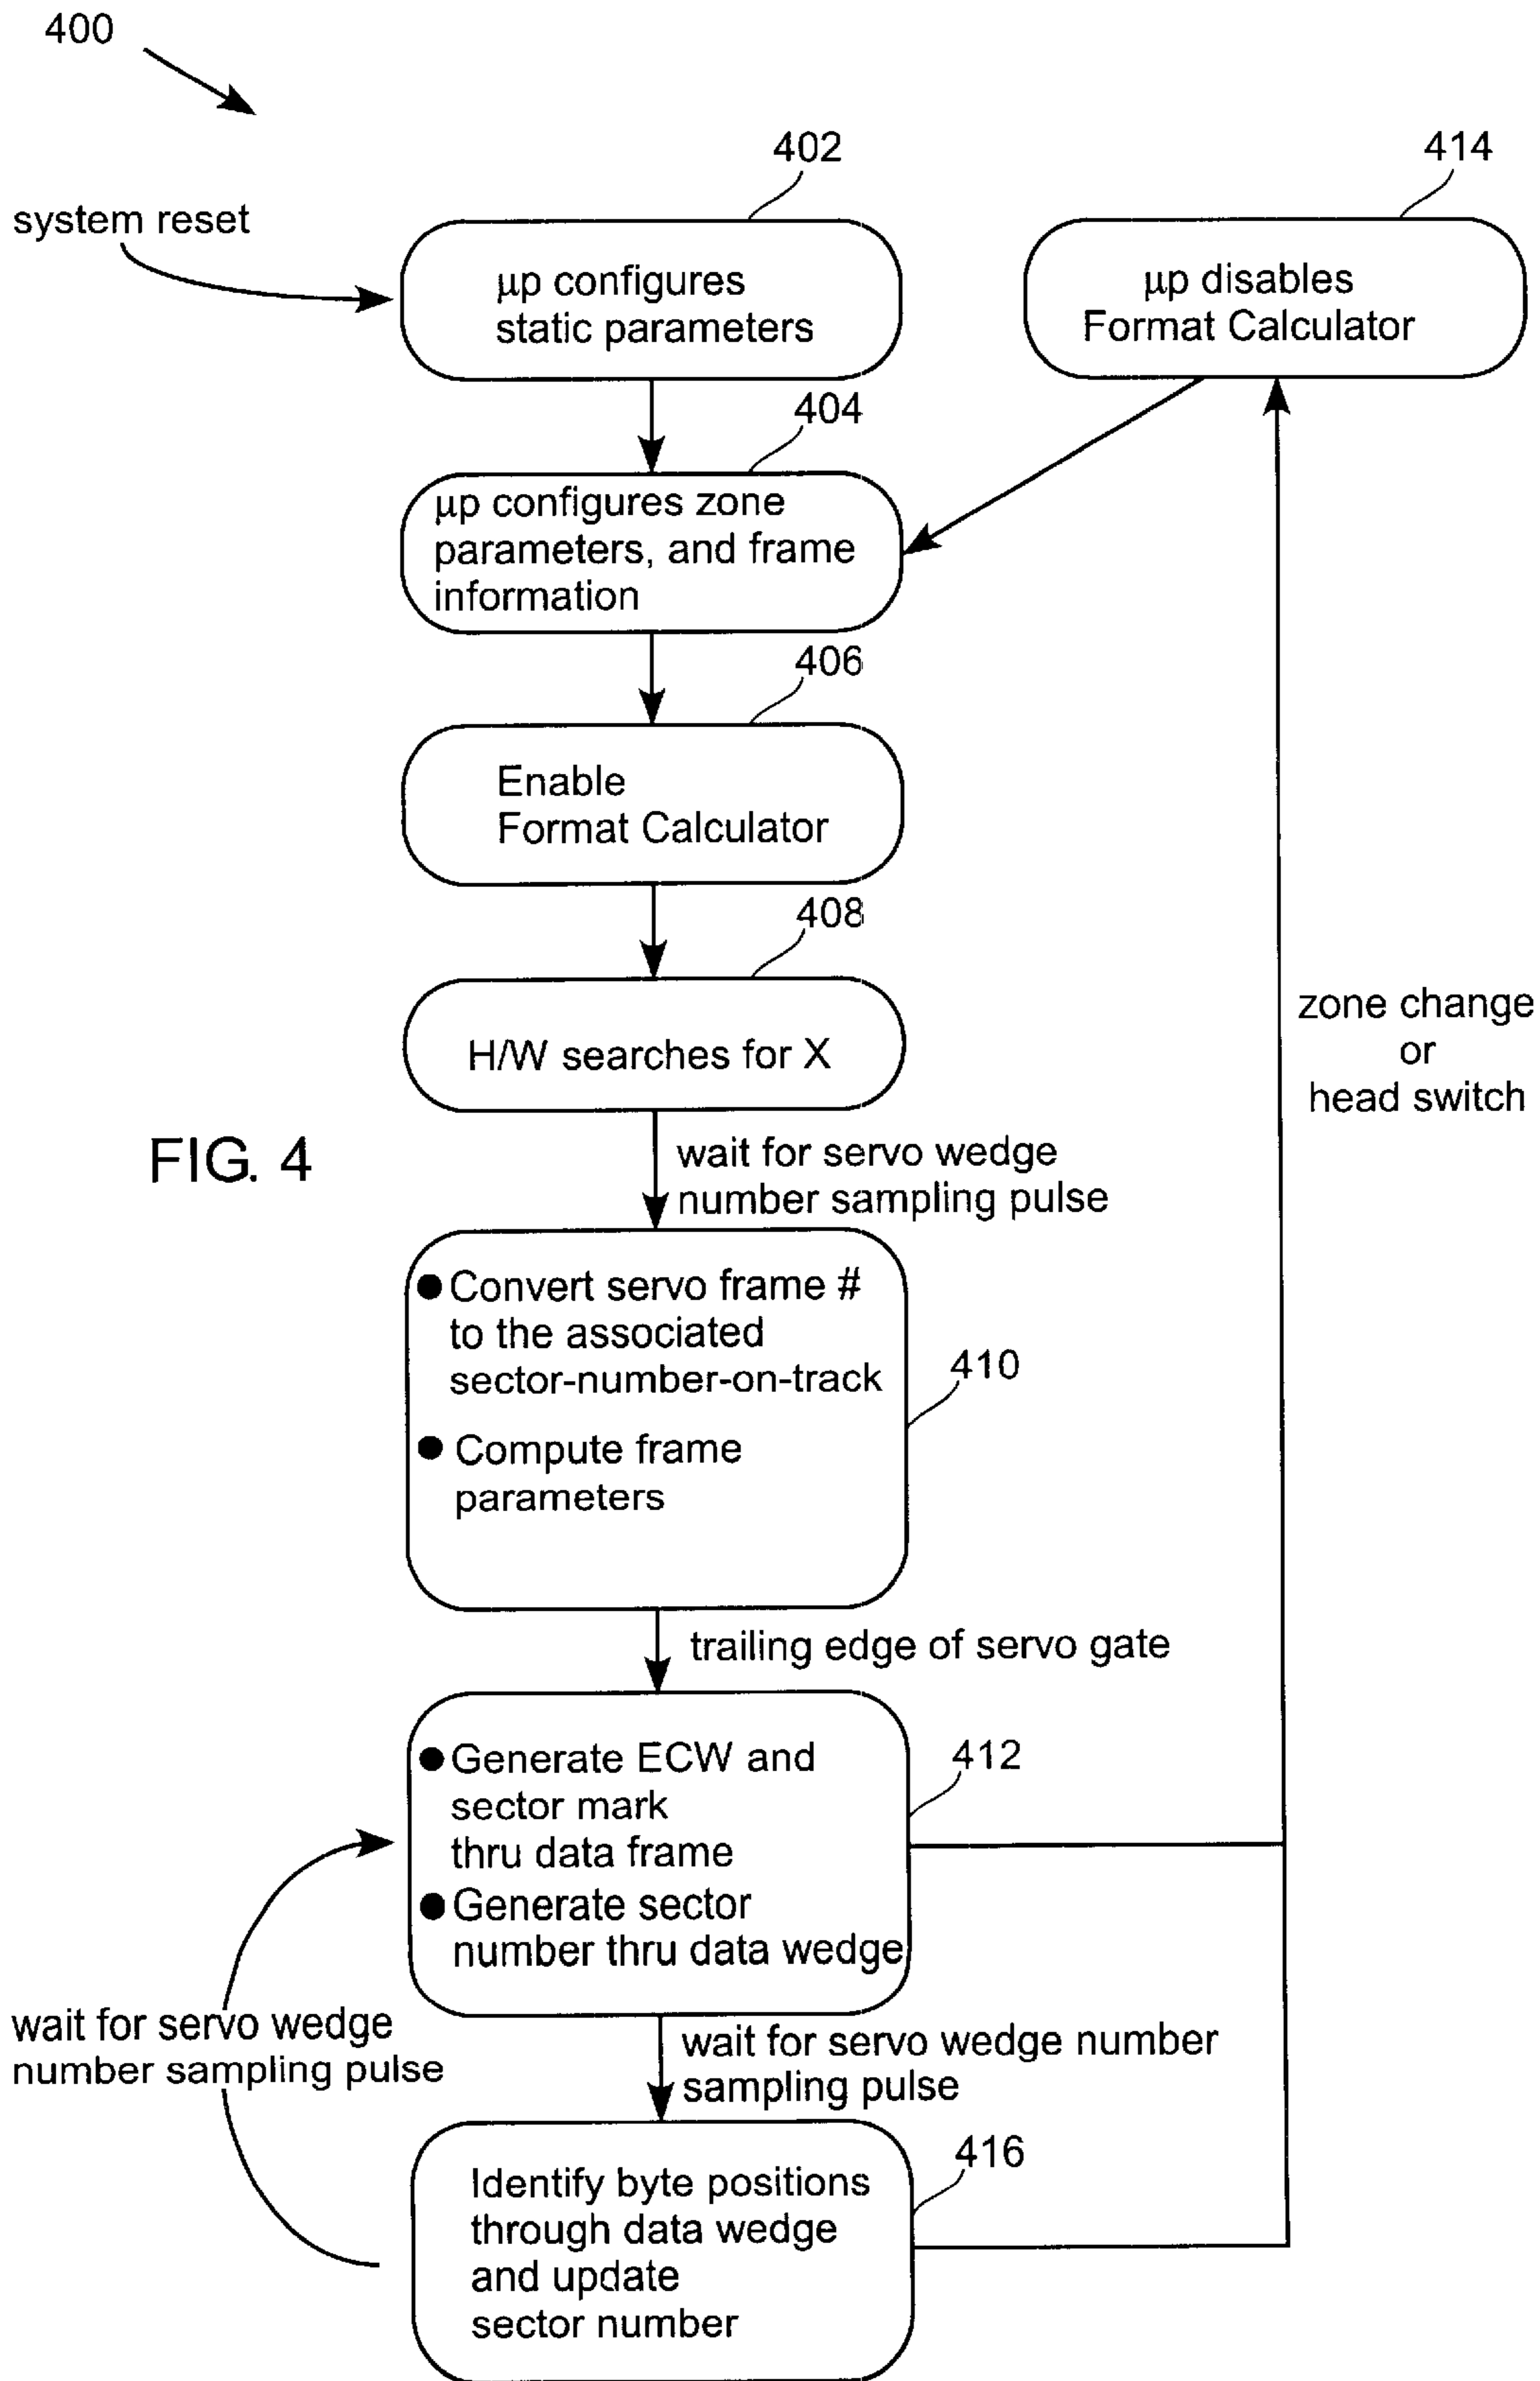 400
402
414
system reset
µp configures
static parameters
µp disables
Format Calculator
404
µp configures zone
parameters, and frame
information
406
Enable
Format Calculator
408
H/W searches for X
zone change
or
head switch
FIG. 4
wait for servo wedge
number sampling pulse
● Convert servo frame #
to the associated
sector-number-on-track
● Compute frame
parameters
410
trailing edge of servo gate
● Generate ECW and
sector mark
thru data frame
● Generate sector
number thru data wedge
412
wait for servo wedge
number sampling pulse
wait for servo wedge number
sampling pulse
416
Identify byte positions
through data wedge
and update
sector number